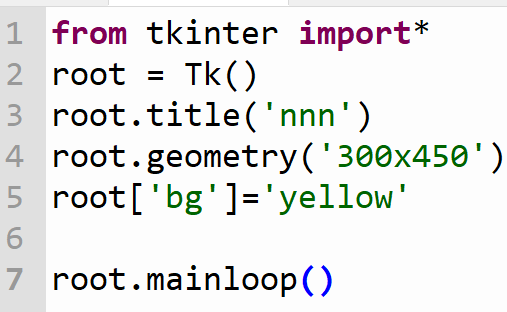 1 from tkinter import*
2 root = Tk()
3 root.title('nnn')
4 root.geometry('300x450')
5 root['bg']='yellow'
6
7 root.mainloop()